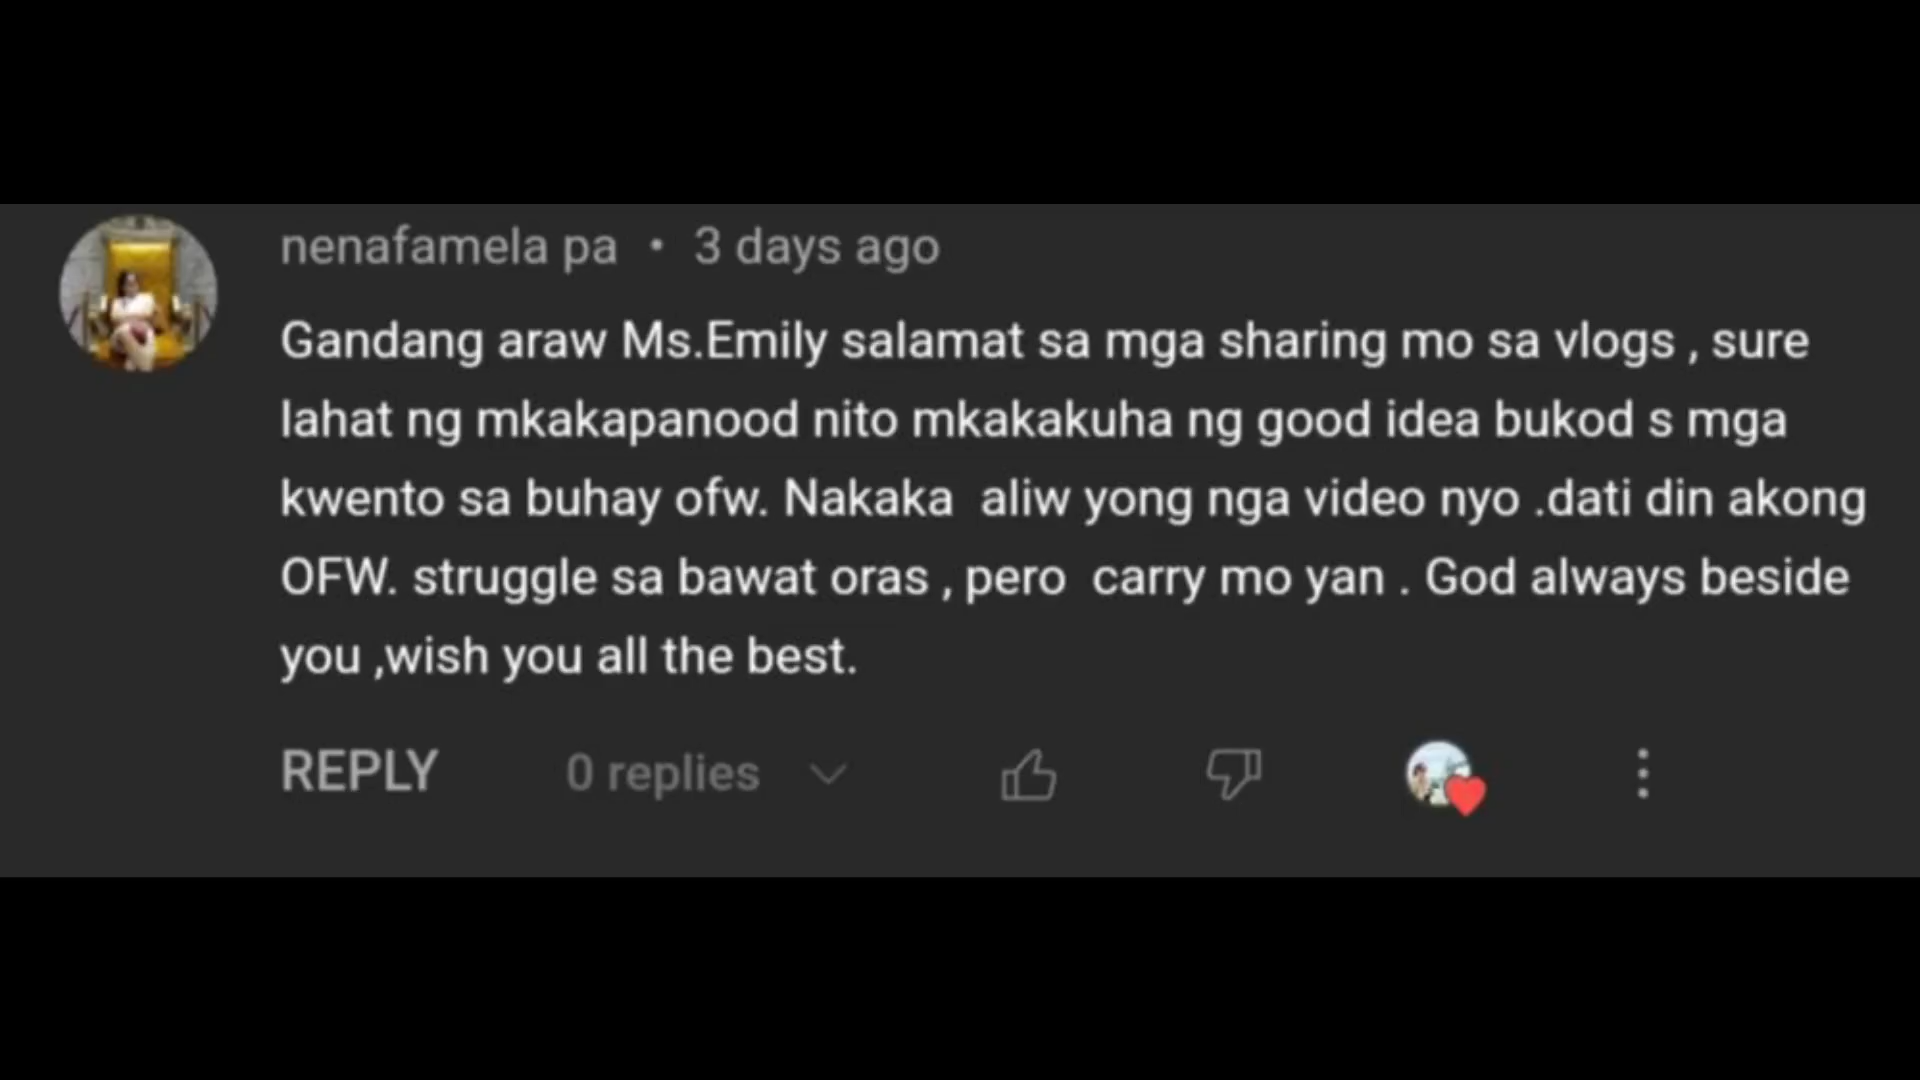 nenafamela pa • 3 days ago
Gandang araw Ms.Emily salamat sa mga sharing mo sa vlogs , sure
lahat ng mkakapanood nito mkakakuha ng good idea bukod s mga
kwento sa buhay ofw. Nakaka  aliw yong nga video nyo .dati din akong
OFW. struggle sa bawat oras , pero  carry mo yan . God always beside
you ,wish you all the best.
REPLY 0 replies